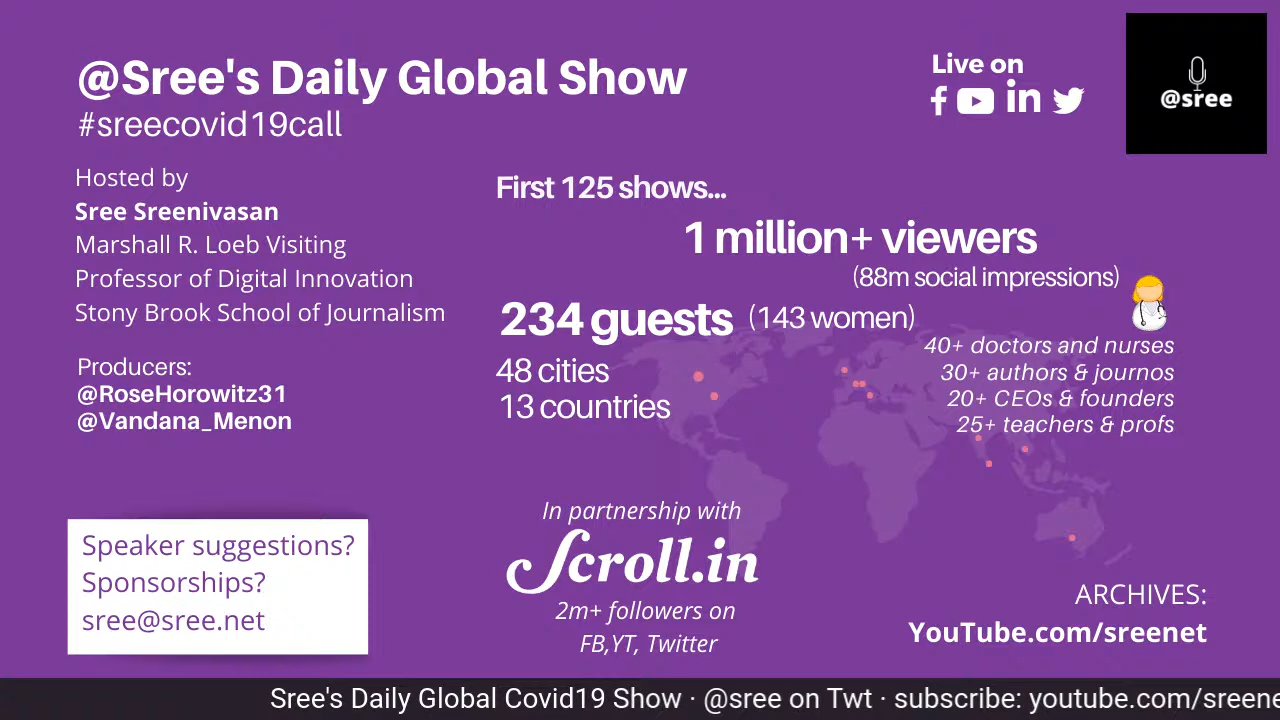 @Sree's Daily Global Show
#sreecovid19call
Live on
@sree
Hosted by
Sree Sreenivasan
Marshall R. Loeb Visiting
Professor of Digital Innovation
Stony Brook School of Journalism
Producers:
@RoseHorowitz31
@Vandana_Menon
First 125 shows...
1 million+ viewers
(88m social impressions)
234 guests (143 women)
48 cities
13 countries
40+ doctors and nurses
30+ authors & journos
20+ CEOs & founders
25+ teachers & profs
Speaker suggestions?
Sponsorships?
sree@sree.net
In partnership with
Scroll.in
2m+ followers on
FB,YT, Twitter
ARCHIVES:
YouTube.com/sreenet
Sree's Daily Global Covid19 Show · @sree on Twt · subscribe: youtube.com/sreene